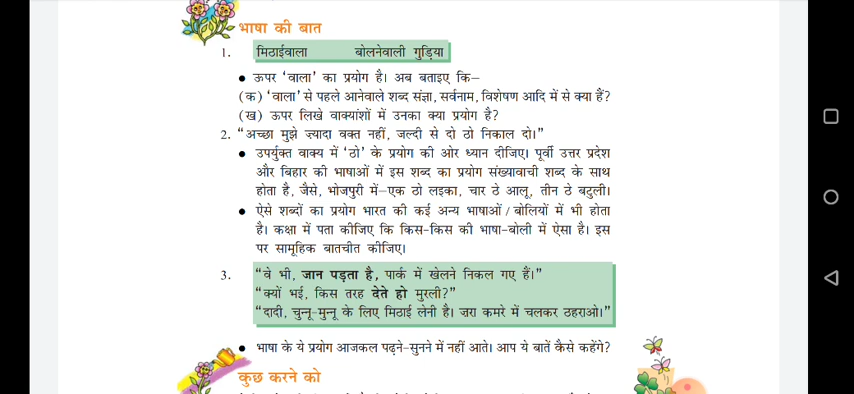 भाषा की बात
1. मिठाईवाला बोलनेवाली गुड़िया
● ऊपर ‘वाला’ का प्रयोग है। अब बताइए कि–
(क) ‘वाला’ से पहले आनेवाले शब्द संज्ञा, सर्वनाम, विशेषण आदि में से क्या हैं?
(ख) ऊपर लिखे वाक्यांशों में उनका क्या प्रयोग है?
2. “अच्छा मुझे ज़्यादा वक्त नहीं, जल्दी से दो ठो निकाल दो।”
● उपर्युक्त वाक्य में ‘ठो’ के प्रयोग की ओर ध्यान दीजिए। पूर्वी उत्तर प्रदेश
और बिहार की भाषाओं में इस शब्द का प्रयोग संख्यावाची शब्द के साथ
होता है, जैसे, भोजपुरी में–एक ठो लइका, चार ठे आलू, तीन ठे बटुली।
● ऐसे शब्दों का प्रयोग भारत की कई अन्य भाषाओं/बोलियों में भी होता
है। कक्षा में पता कीजिए कि किस-किस की भाषा-बोली में ऐसा है। इस
पर सामूहिक बातचीत कीजिए।
3. “वे भी, जान पड़ता है, पार्क में खेलने निकल गए हैं।”
“क्यों भई, किस तरह देते हो मुरली?”
“दादी, चुन्नू-मुन्नू के लिए मिठाई लेनी है। ज़रा कमरे में चलकर ठहराओ।”
● भाषा के ये प्रयोग आजकल पढ़ने-सुनने में नहीं आते। आप ये बातें कैसे कहेंगे?
कुछ करने को